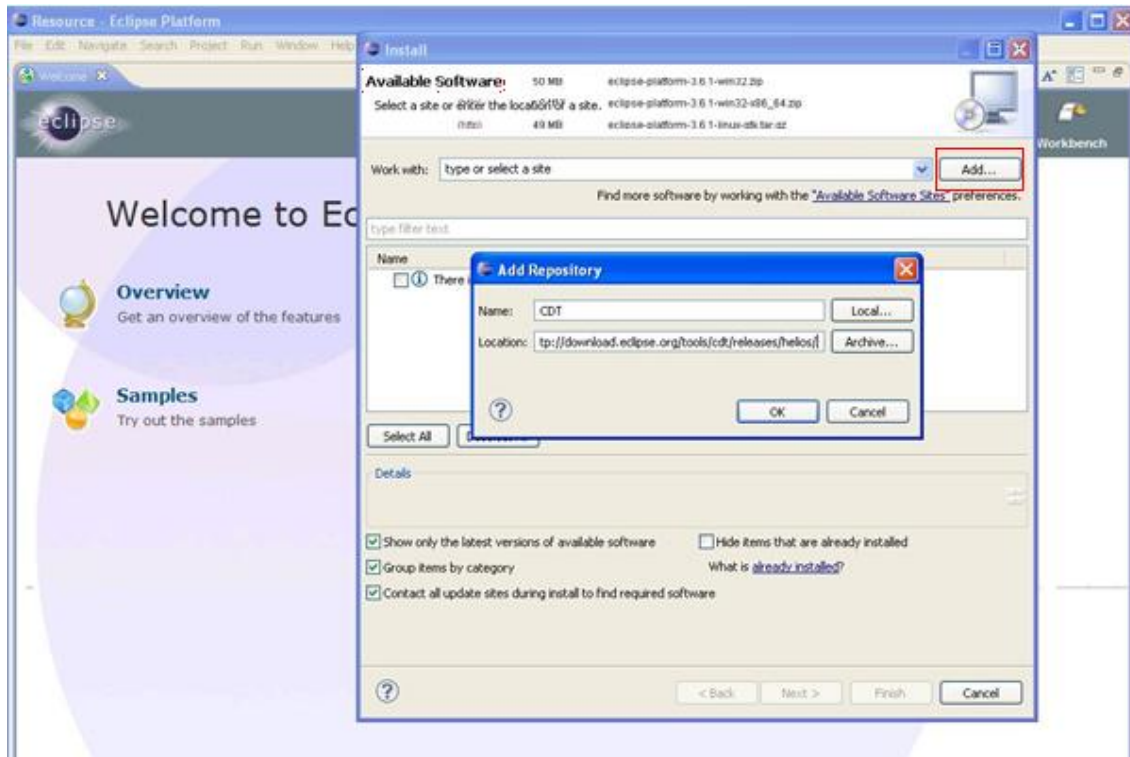 Resource - Eclipse Platform
File Edit Navigate Search Project Run Window Help
Welcome
eclipse
Workbench
Welcome to Ec
Overview
Get an overview of the features
Samples
Try out the samples
Install
Available Software
50 MB eclipse-platform-3.6.1-win32.zip
Select a site or enter the location of a site. eclipse-platform-3.6.1-win32-x86_64.zip
(http) 49 MB eclipse-platform-3.6.1-linux-gtk.tar.gz
Work with: type or select a site Add...
Find more software by working with the "Available Software Sites" preferences.
type filter text
Name
There i
Add Repository
Name: CDT Local...
Location: tp://download.eclipse.org/tools/cdt/releases/helios/ Archive...
OK Cancel
Select All
Details
Show only the latest versions of available software Hide items that are already installed
Group items by category What is already installed?
Contact all update sites during install to find required software
< Back Next > Finish Cancel